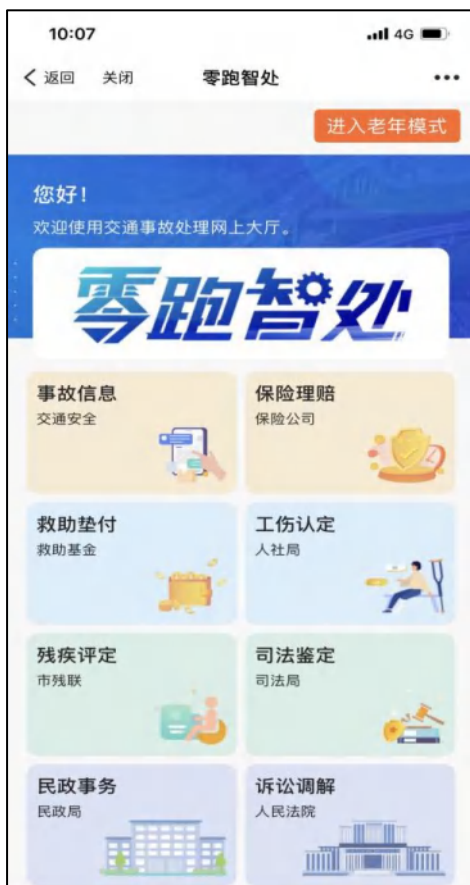 10:07 4G
返回 关闭 零跑智处
进入老年模式
您好！
欢迎使用交通事故处理网上大厅。
零跑智处
事故信息 保险理赔
交通安全 保险公司
救助垫付 工伤认定
救助基金 人社局
残疾评定 司法鉴定
市残联 司法局
民政事务 诉讼调解
民政局 人民法院